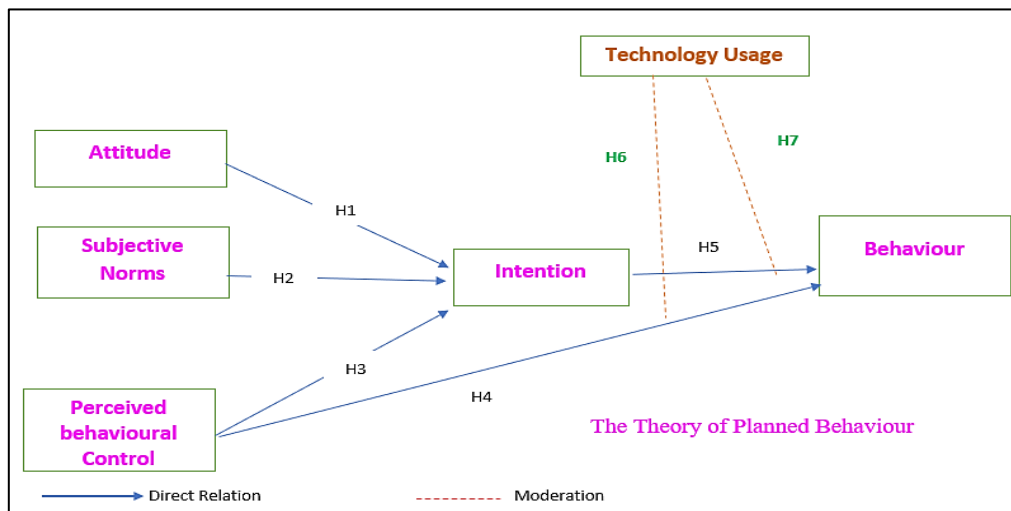 Technology Usage
Attitude
H6
H7
H1
Subjective
Norms
H2
Intention
H5
Behaviour
H3
H4
Perceived
behavioural
Control
The Theory of Planned Behaviour
Direct Relation
Moderation